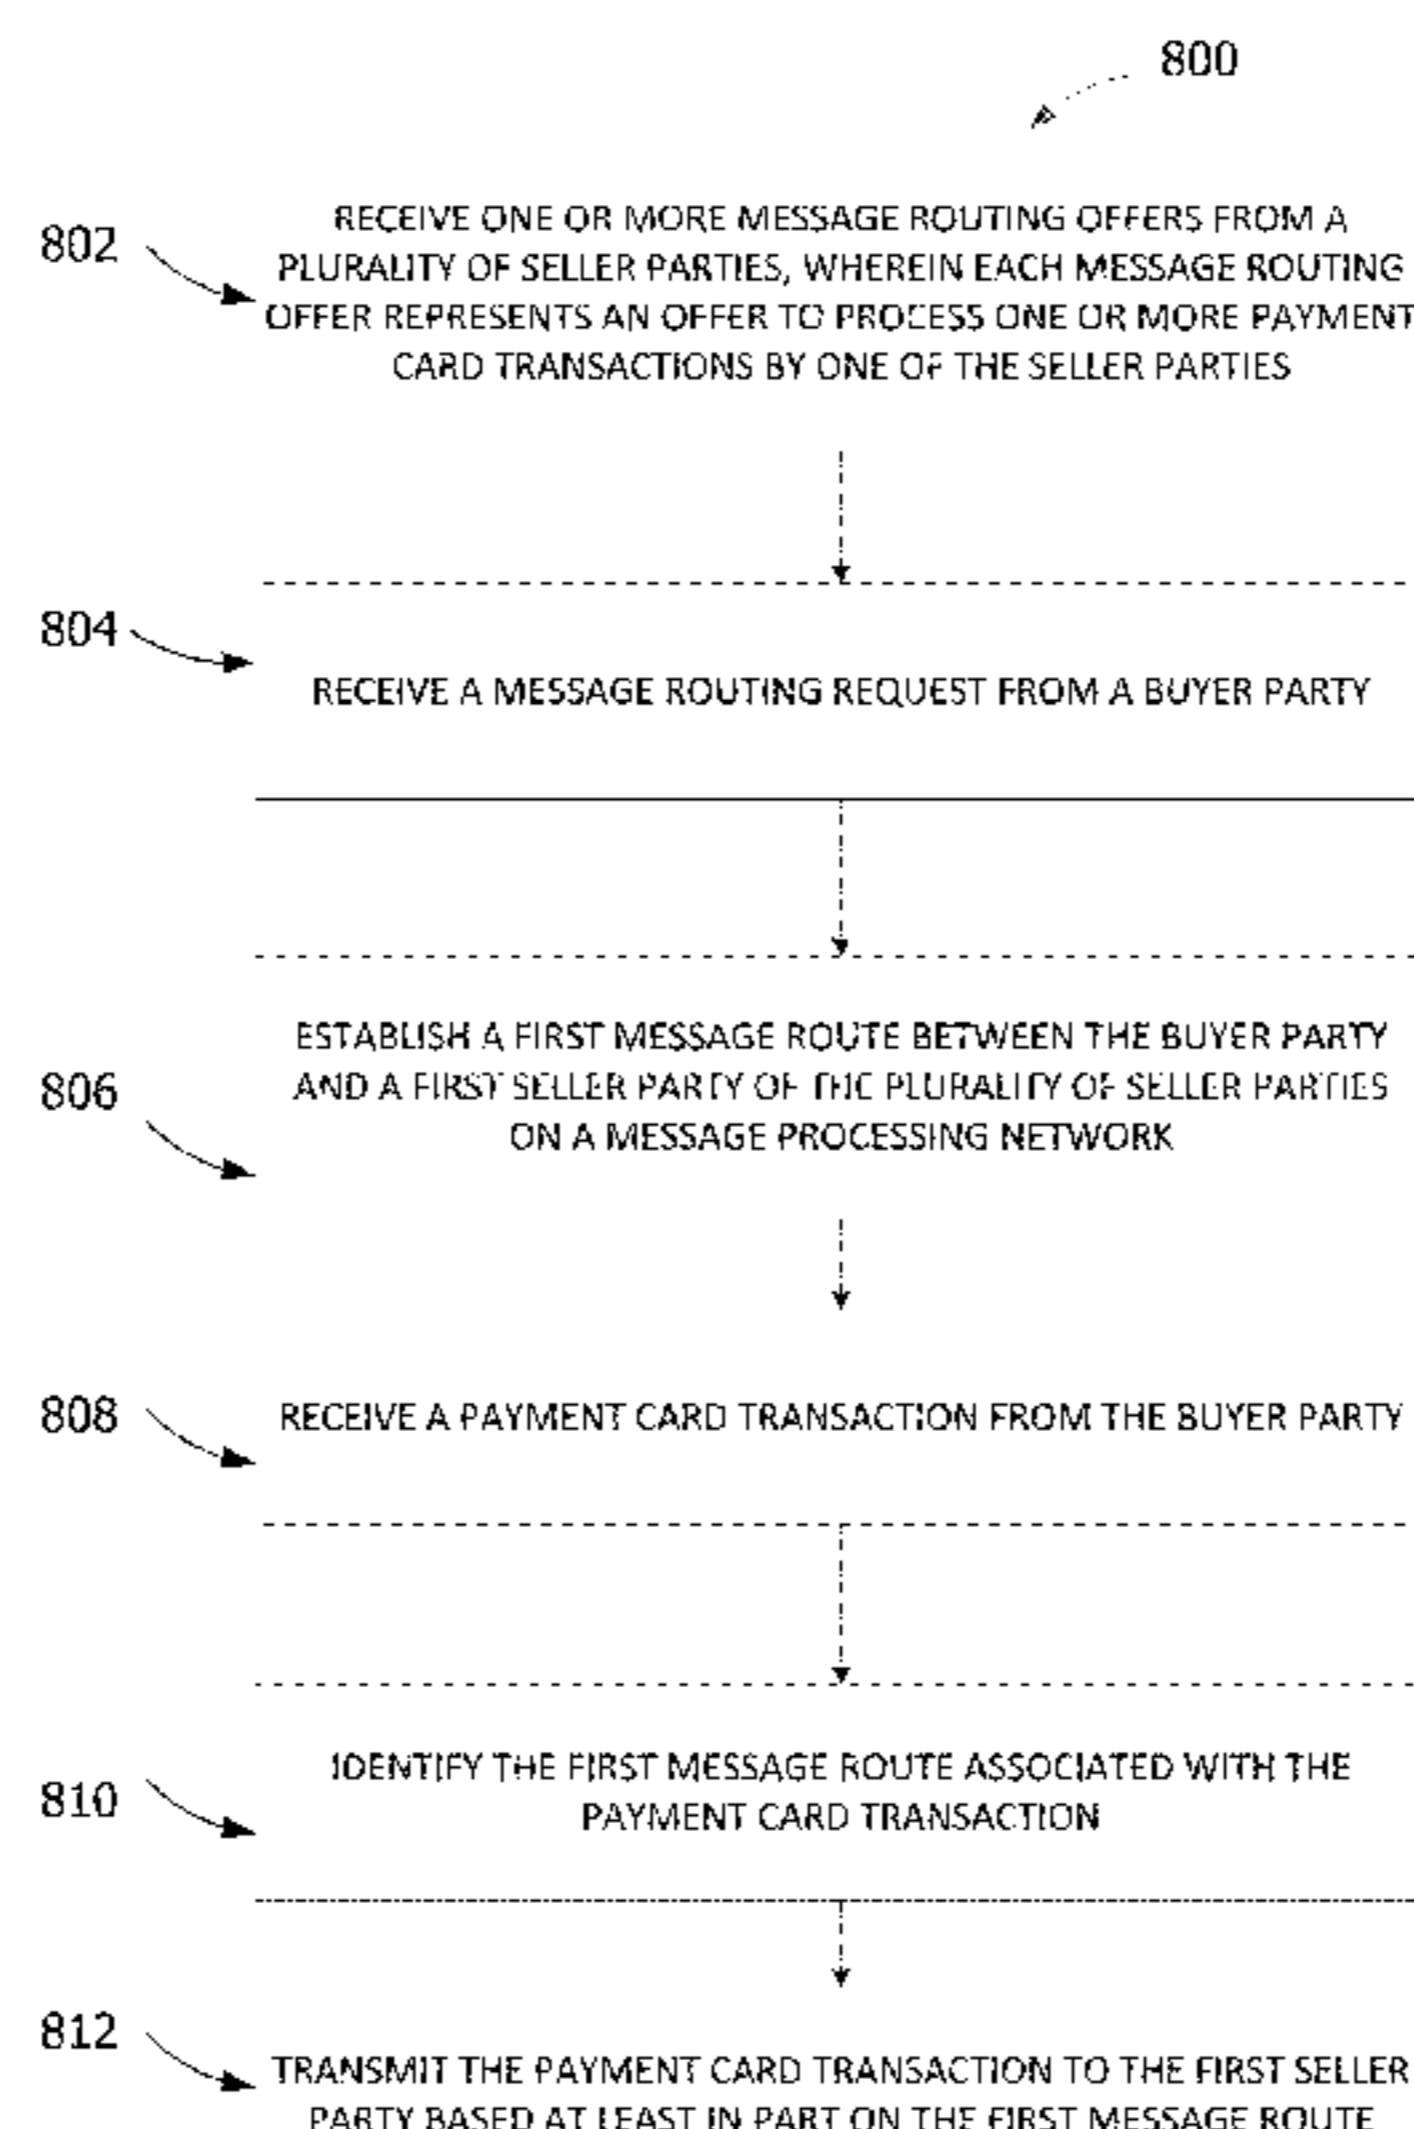 800
802
RECEIVE ONE OR MORE MESSAGE ROUTING OFFERS FROM A
PLURALITY OF SELLER PARTIES, WHEREIN EACH MESSAGE ROUTING
OFFER REPRESENTS AN OFFER TO PROCESS ONE OR MORE PAYMENT
CARD TRANSACTIONS BY ONE OF THE SELLER PARTIES
804
RECEIVE A MESSAGE ROUTING REQUEST FROM A BUYER PARTY
806
ESTABLISH A FIRST MESSAGE ROUTE BETWEEN THE BUYER PARTY
AND A FIRST SELLER PARTY OF THE PLURALITY OF SELLER PARTIES
ON A MESSAGE PROCESSING NETWORK
808
RECEIVE A PAYMENT CARD TRANSACTION FROM THE BUYER PARTY
810
IDENTIFY THE FIRST MESSAGE ROUTE ASSOCIATED WITH THE
PAYMENT CARD TRANSACTION
812
TRANSMIT THE PAYMENT CARD TRANSACTION TO THE FIRST SELLER
PARTY BASED AT LEAST IN PART ON THE FIRST MESSAGE ROUTE